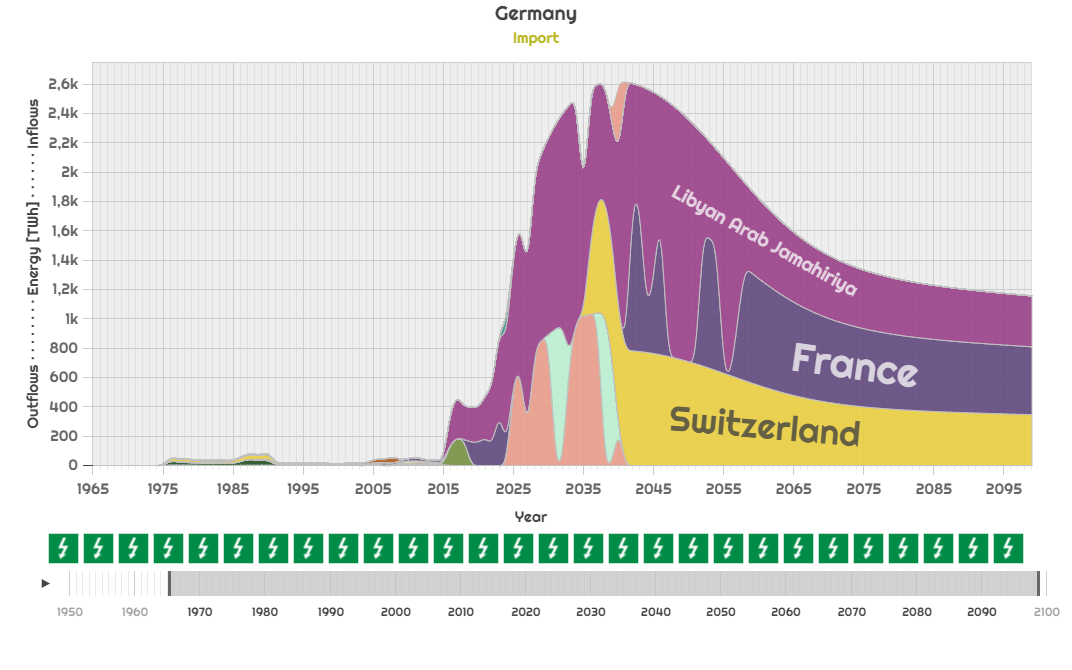 Germany
Import
2,6k
2,4k
2,2k
2k
1,8k
1,6k
1,4k
1,2k
1k
800
600
400
200
0
Outflows ······· Energy [TWh] ······ Inflows
Libyan Arab Jamahiriya
France
Switzerland
1965 1975 1985 1995 2005 2015 2025 2035 2045 2055 2065 2075 2085 2095
Year
1950 1960 1970 1980 1990 2000 2010 2020 2030 2040 2050 2060 2070 2080 2090 2100